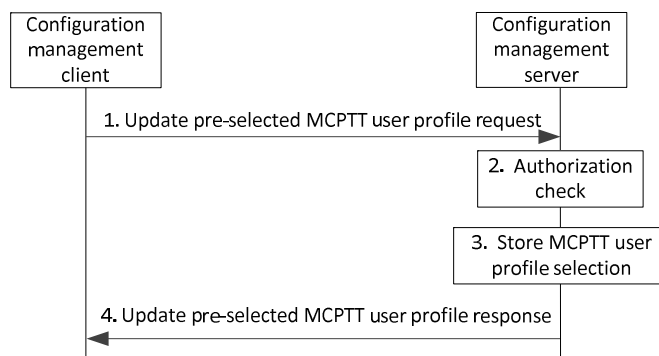 Configuration
management
client
Configuration
management
server
1. Update pre-selected MCPTT user profile request
2. Authorization
check
3. Store MCPTT user
profile selection
4. Update pre-selected MCPTT user profile response